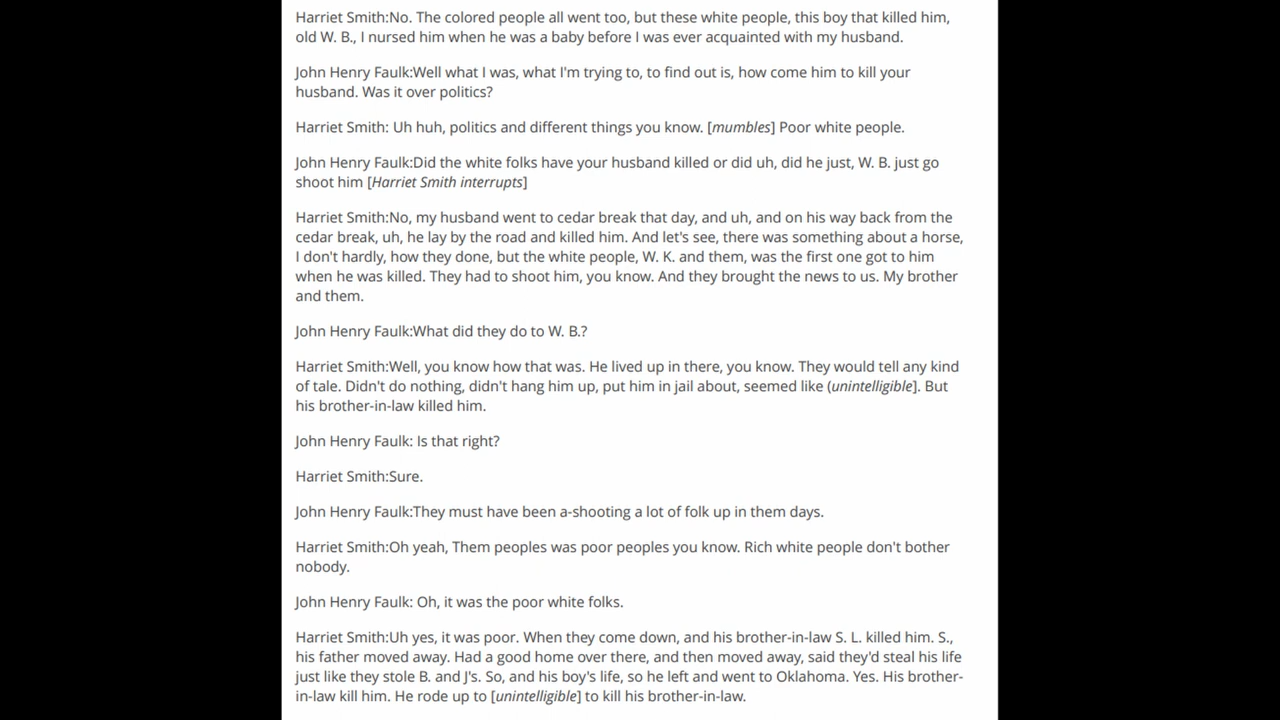 Harriet Smith:No. The colored people all went too, but these white people, this boy that killed him,
old W. B., I nursed him when he was a baby before I was ever acquainted with my husband.
John Henry Faulk:Well what I was, what I'm trying to, to find out is, how come him to kill your
husband. Was it over politics?
Harriet Smith: Uh huh, politics and different things you know. [mumbles] Poor white people.
John Henry Faulk:Did the white folks have your husband killed or did uh, did he just, W. B. just go
shoot him [Harriet Smith interrupts]
Harriet Smith:No, my husband went to cedar break that day, and uh, and on his way back from the
cedar break, uh, he lay by the road and killed him. And let's see, there was something about a horse,
I don't hardly, how they done, but the white people, W. K. and them, was the first one got to him
when he was killed. They had to shoot him, you know. And they brought the news to us. My brother
and them.
John Henry Faulk:What did they do to W. B.?
Harriet Smith:Well, you know how that was. He lived up in there, you know. They would tell any kind
of tale. Didn't do nothing, didn't hang him up, put him in jail about, seemed like (unintelligible]. But
his brother-in-law killed him.
John Henry Faulk: Is that right?
Harriet Smith:Sure.
John Henry Faulk:They must have been a-shooting a lot of folk up in them days.
Harriet Smith:Oh yeah, Them peoples was poor peoples you know. Rich white people don't bother
nobody.
John Henry Faulk: Oh, it was the poor white folks.
Harriet Smith:Uh yes, it was poor. When they come down, and his brother-in-law S. L. killed him. S.,
his father moved away. Had a good home over there, and then moved away, said they'd steal his life
just like they stole B. and J's. So, and his boy's life, so he left and went to Oklahoma. Yes. His brother-
in-law kill him. He rode up to [unintelligible] to kill his brother-in-law.